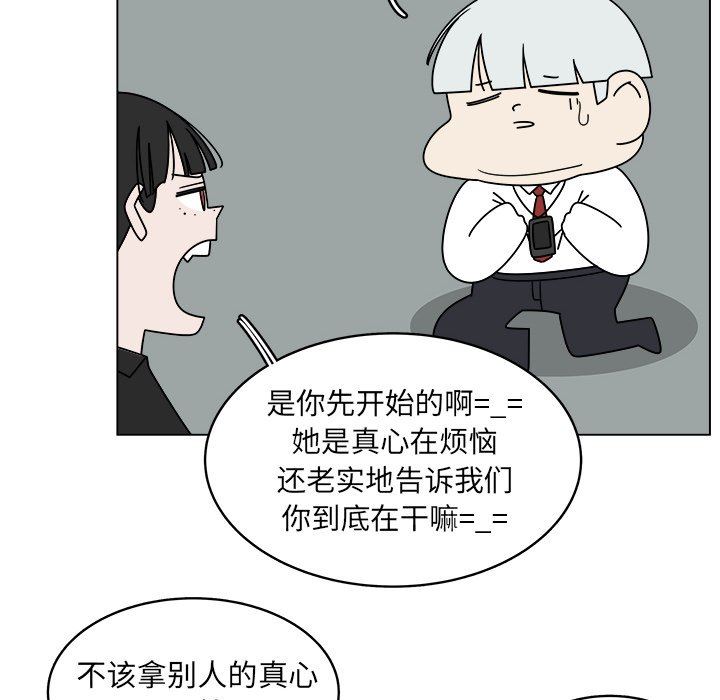 是你先开始的啊=_=
她是真心在烦恼
还老实地告诉我们
你到底在干嘛=_=
不该拿别人的真心